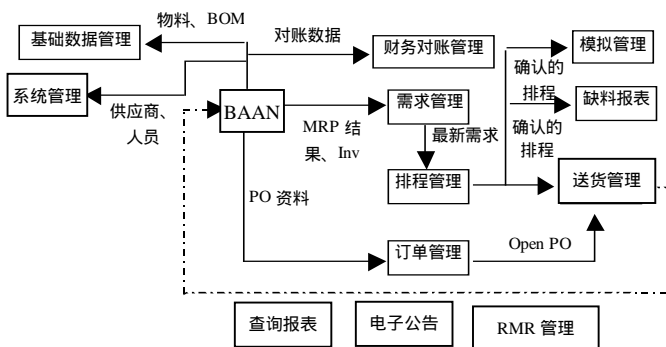 物料、BOM
基础数据管理
对账数据
财务对账管理
模拟管理
系统管理
供应商、
人员
BAAN
MRP 结
果、Inv
需求管理
最新需求
确认的
排程
缺料报表
确认的
排程
排程管理
送货管理
PO 资料
订单管理
Open PO
查询报表
电子公告
RMR 管理